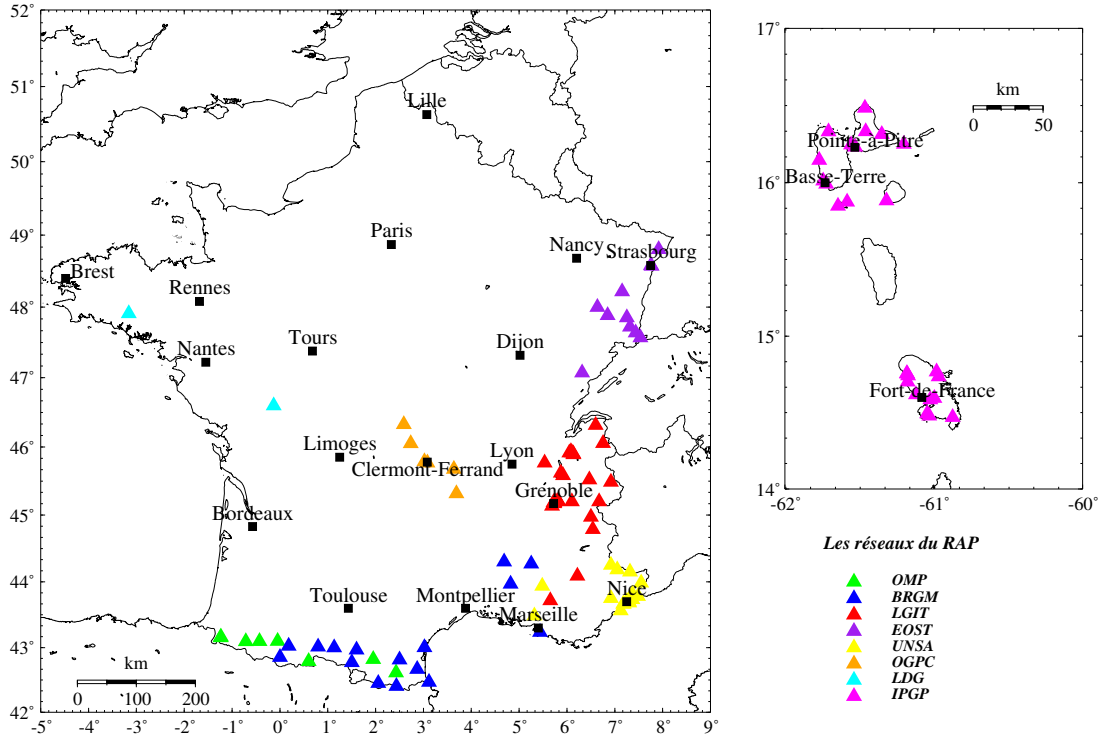 52˚
51˚
50˚
49˚
48˚
47˚
46˚
45˚
44˚
43˚
42˚
-5˚ -4˚ -3˚ -2˚ -1˚ 0˚ 1˚ 2˚ 3˚ 4˚ 5˚ 6˚ 7˚ 8˚ 9˚
Lille
Paris
Nancy
Strasbourg
Brest
Rennes
Tours
Dijon
Nantes
Limoges
Lyon
Clermont-Ferrand
Grenoble
Bordeaux
Toulouse
Montpellier
Nice
Marseille
km
0 100 200
17˚
16˚
15˚
14˚
-62˚ -61˚ -60˚
km
0 50
Pointe-à-Pitre
Basse-Terre
Fort-de-France
Les réseaux du RAP
OMP
BRGM
LGIT
EOST
UNSA
OGPC
LDG
IPGP